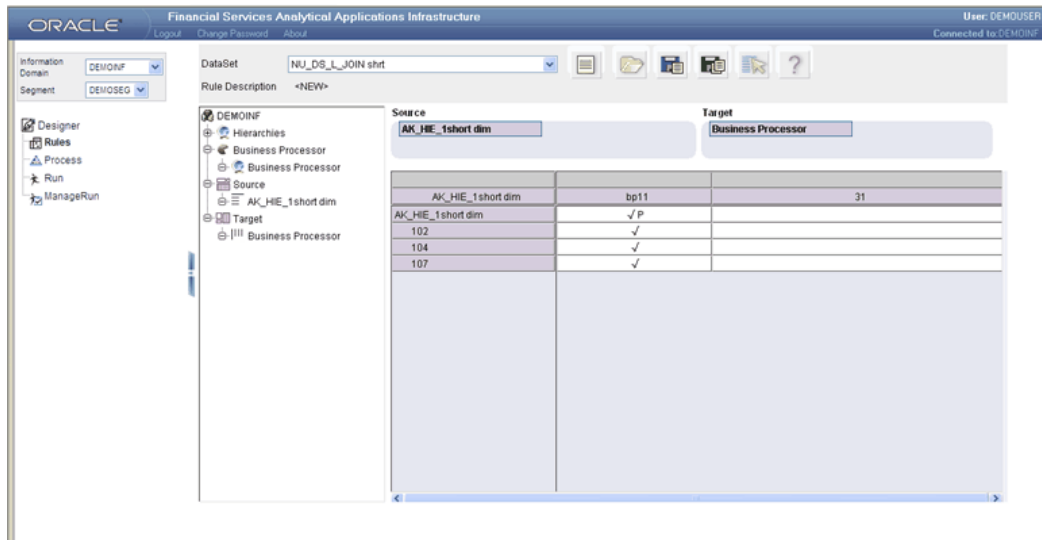 ORACLE
Financial Services Analytical Applications Infrastructure
User: DEMOUSER
Logout Change Password About
Connected to:DEMOINF
Information Domain DEMOINF
Segment DEMOSEG
Designer
Rules
Process
Run
ManageRun
DataSet NU_DS_L_JOIN shrt
?
Rule Description <NEW>
DEMOINF
Hierarchies
Business Processor
Business Processor
Source
AK_HIE_1short dim
Target
Business Processor
Source
AK_HIE_1short dim
Target
Business Processor
AK_HIE_1short dim bp11 31
AK_HIE_1short dim √ P
102 √
104 √
107 √